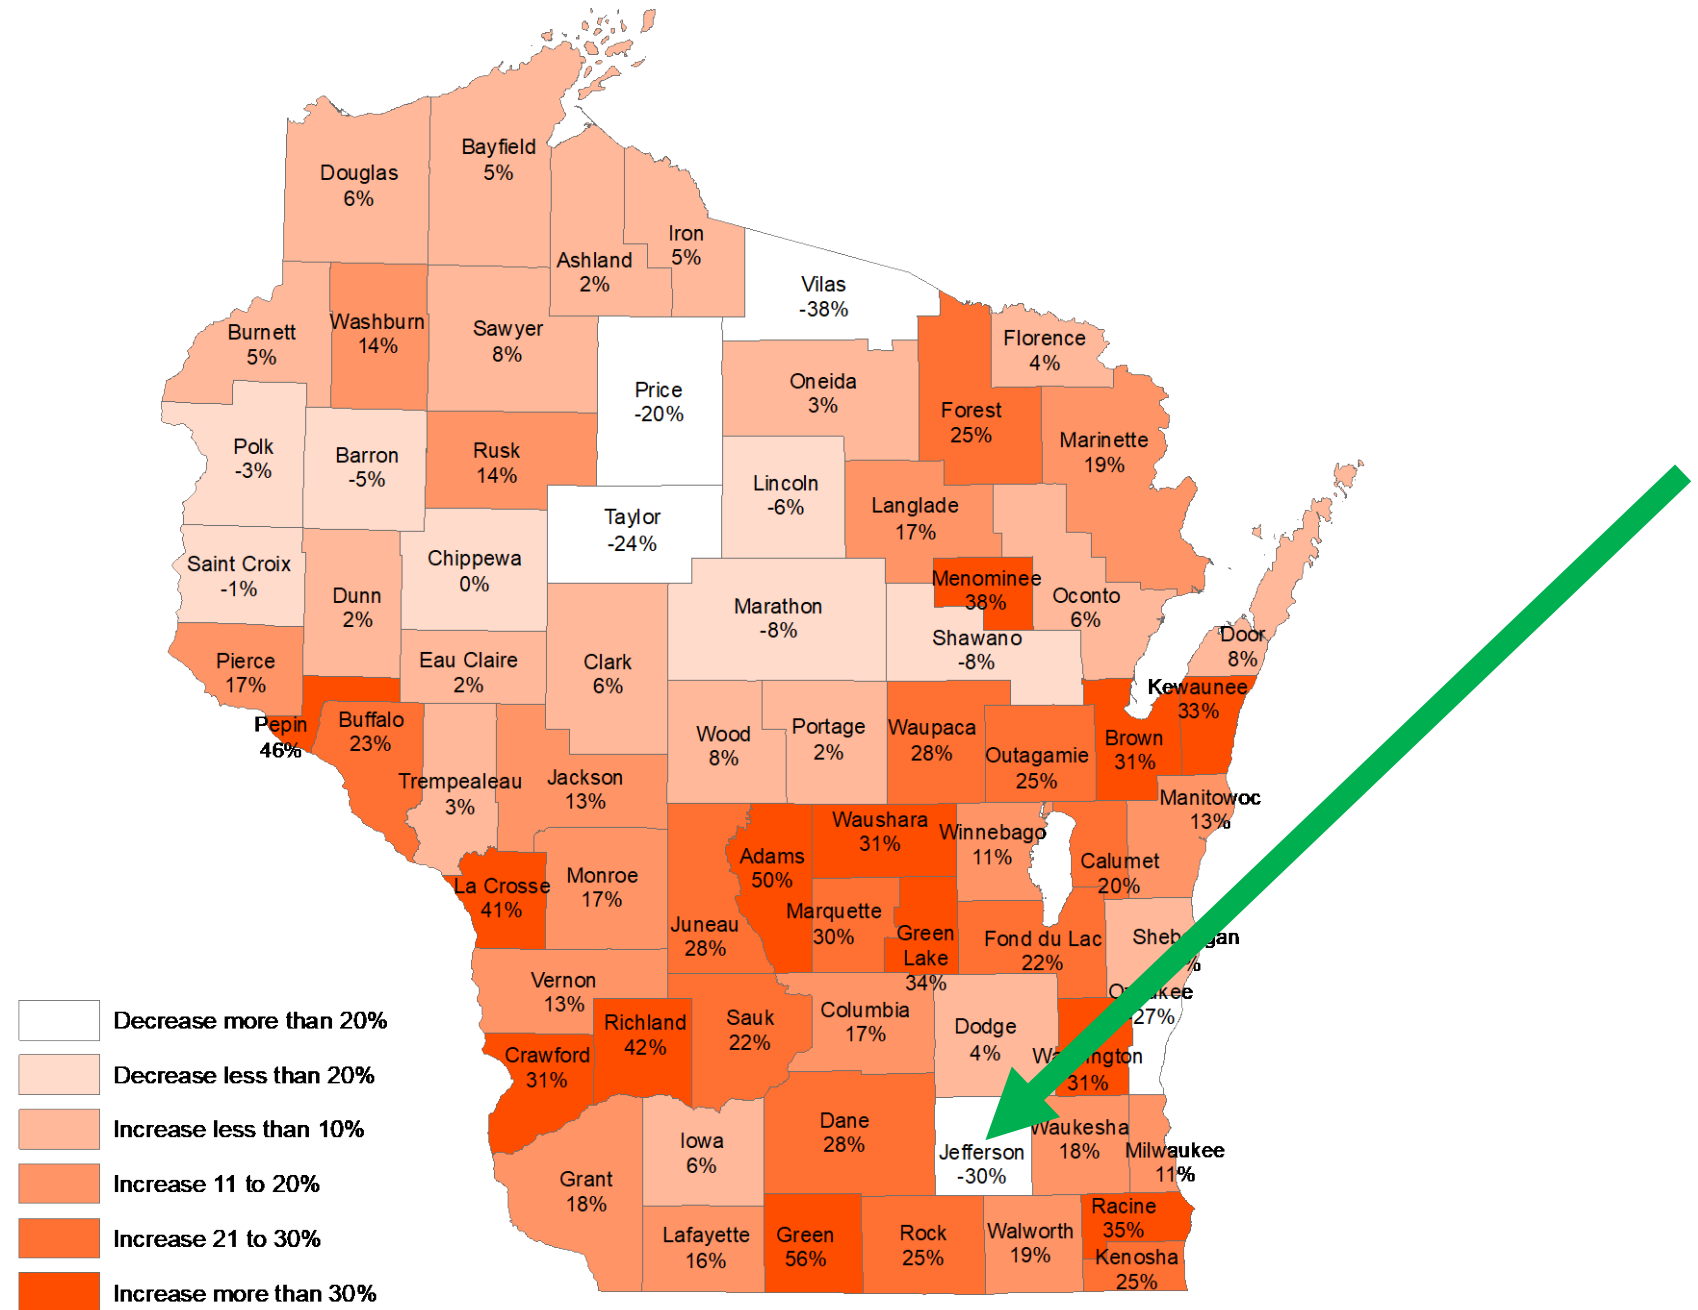 Bayfield
5%
Douglas
6%
Iron
5%
Ashland
2%
Vilas
-38%
Burnett
5%
Washburn
14%
Sawyer
8%
Florence
4%
Price
-20%
Oneida
3%
Forest
25%
Marinette
19%
Polk
-3%
Barron
-5%
Rusk
14%
Lincoln
-6%
Langlade
17%
Taylor
-24%
Saint Croix
-1%
Chippewa
0%
Dunn
2%
Menominee
38%
Oconto
6%
Marathon
-8%
Shawano
-8%
Door
8%
Pierce
17%
Eau Claire
2%
Clark
6%
Kewaunee
33%
Pepin
46%
Buffalo
23%
Wood
8%
Portage
2%
Waupaca
28%
Outagamie
25%
Brown
31%
Trempealeau
3%
Jackson
13%
Manitowoc
13%
Waushara
31%
Winnebago
11%
Adams
50%
Calumet
20%
La Crosse
41%
Monroe
17%
Juneau
28%
Marquette
30%
Green
Lake
34%
Fond du Lac
22%
Vernon
13%
Richland
42%
Sauk
22%
Columbia
17%
Dodge
4%
-27%
31%
Crawford
31%
Dane
28%
Jefferson
-30%
Waukesha
18%
Milwaukee
11%
Iowa
6%
Grant
18%
Lafayette
16%
Green
56%
Rock
25%
Walworth
19%
Racine
35%
Kenosha
25%
Decrease more than 20%
Decrease less than 20%
Increase less than 10%
Increase 11 to 20%
Increase 21 to 30%
Increase more than 30%